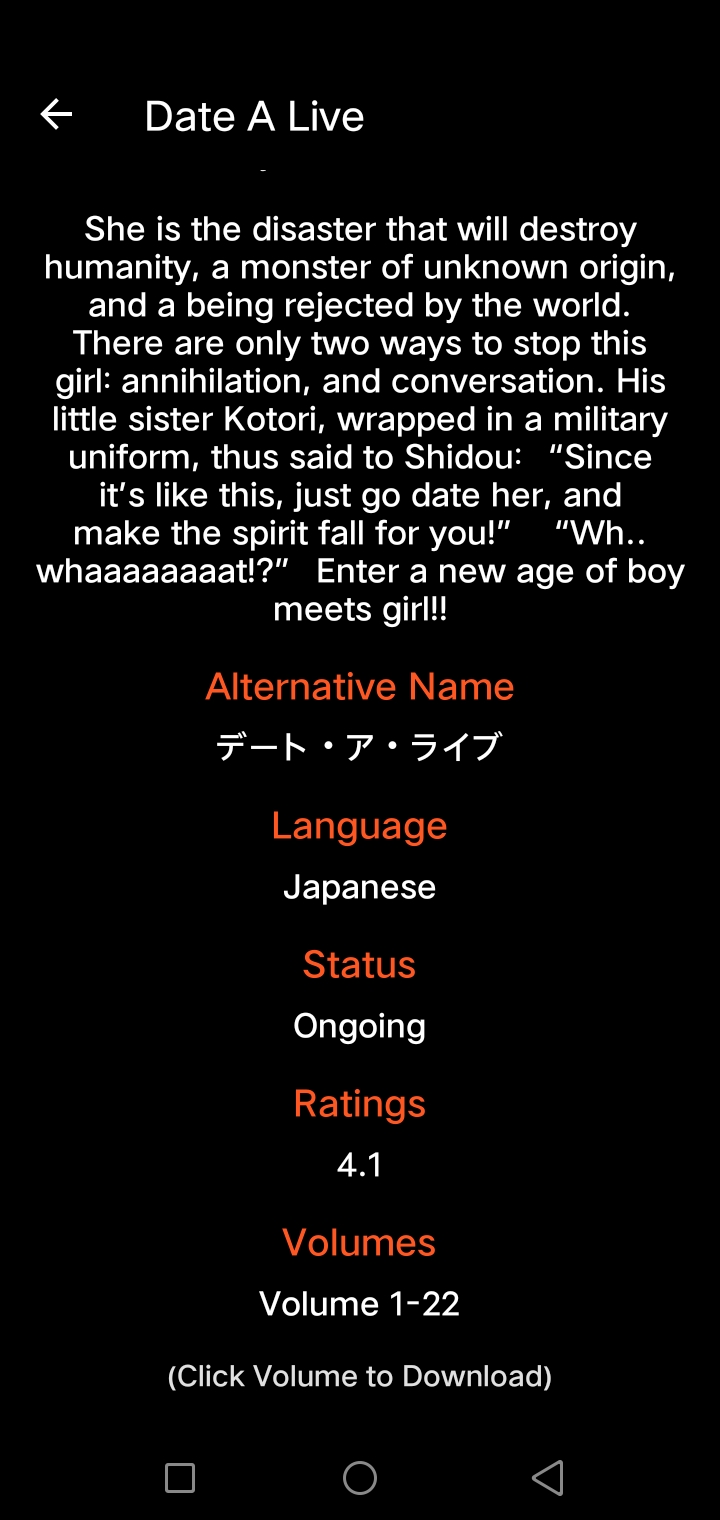 Date A Live
She is the disaster that will destroy
humanity, a monster of unknown origin,
and a being rejected by the world.
There are only two ways to stop this
girl: annihilation, and conversation. His
little sister Kotori, wrapped in a military
uniform, thus said to Shidou:   “Since
it’s like this, just go date her, and
make the spirit fall for you!”    “Wh..
whaaaaaaaat!?”   Enter a new age of boy
meets girl!!
Alternative Name
デート・ア・ライブ
Language
Japanese
Status
Ongoing
Ratings
4.1
Volumes
Volume 1-22
(Click Volume to Download)